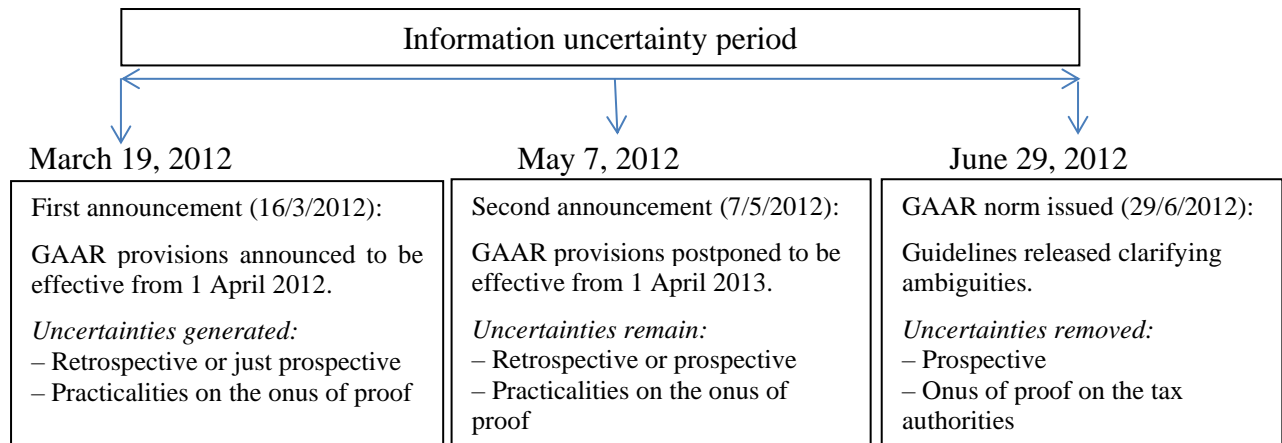 Information uncertainty period
March 19, 2012
May 7, 2012
June 29, 2012
First announcement (16/3/2012):
GAAR provisions announced to be
effective from 1 April 2012.
Uncertainties generated:
– Retrospective or just prospective
– Practicalities on the onus of proof
Second announcement (7/5/2012):
GAAR provisions postponed to be
effective from 1 April 2013.
Uncertainties remain:
– Retrospective or prospective
– Practicalities on the onus of
proof
GAAR norm issued (29/6/2012):
Guidelines released clarifying
ambiguities.
Uncertainties removed:
– Prospective
– Onus of proof on the tax
authorities